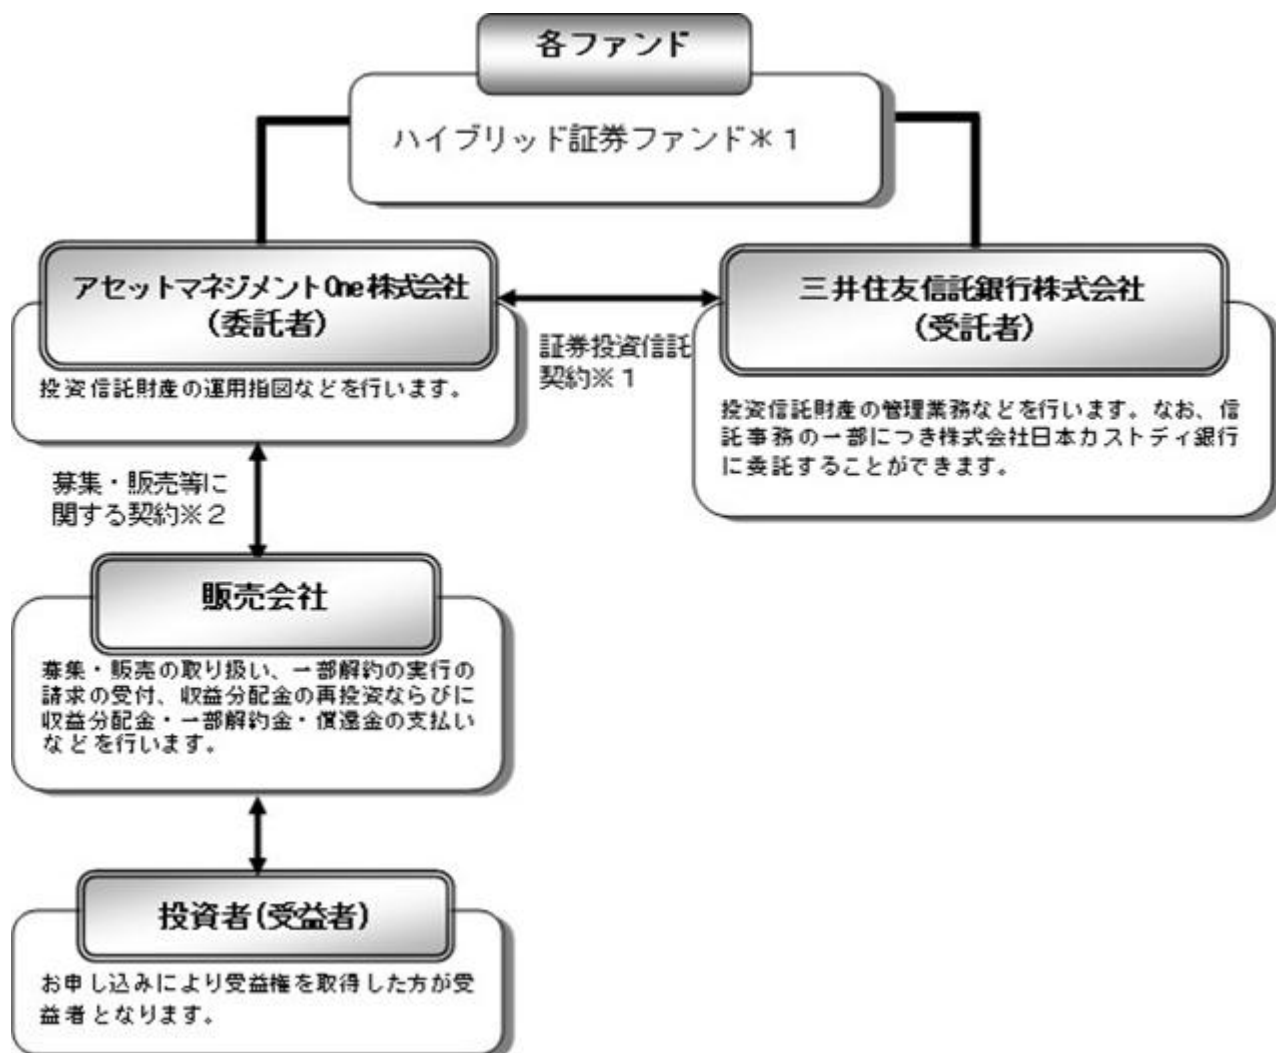 各ファンド
ハイブリッド証券ファンド＊１
アセットマネジメントOne株式会社
（委託者）
投資信託財産の運用指図などを行います。
証券投資信託
契約※１
三井住友信託銀行株式会社
（受託者）
投資信託財産の管理業務などを行います。なお、信
託事務の一部につき株式会社日本カストディ銀行
に委託することができます。
募集・販売等に
関する契約※２
販売会社
募集・販売の取り扱い、一部解約の実行の
請求の受付、収益分配金の再投資ならびに
収益分配金・一部解約金・償還金の支払い
などを行います。
投資者(受益者)
お申し込みにより受益権を取得した方が受
益者となります。